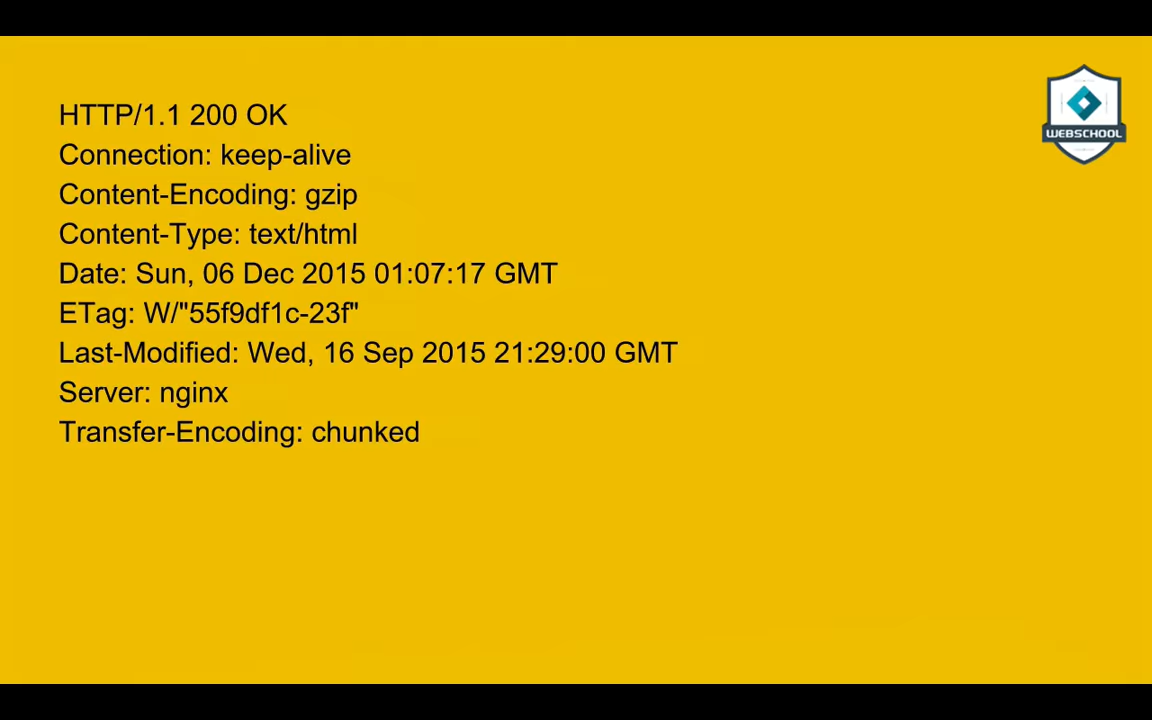 HTTP/1.1 200 OK
Connection: keep-alive
Content-Encoding: gzip
Content-Type: text/html
Date: Sun, 06 Dec 2015 01:07:17 GMT
ETag: W/"55f9df1c-23f"
Last-Modified: Wed, 16 Sep 2015 21:29:00 GMT
Server: nginx
Transfer-Encoding: chunked
WEBSCHOOL